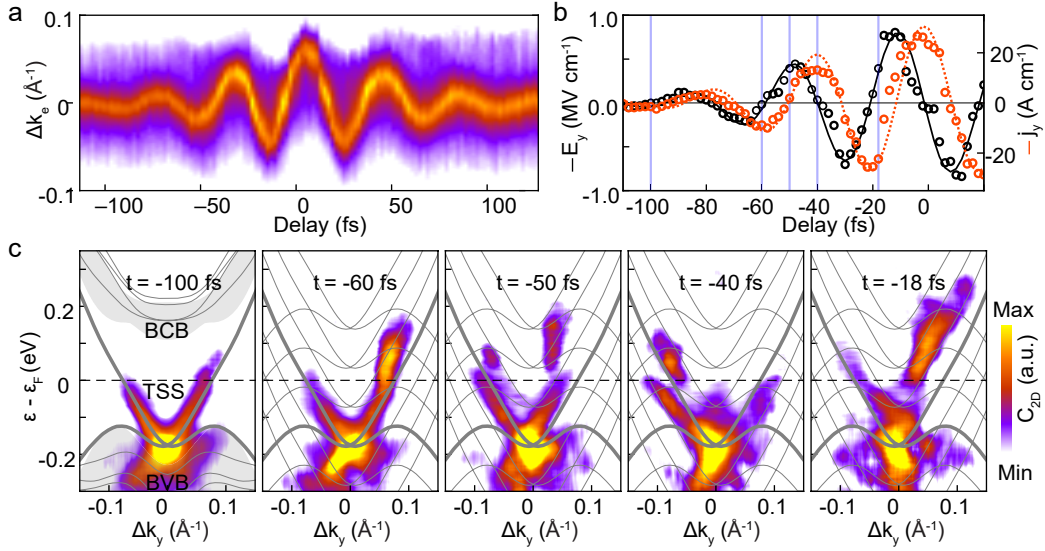 a
Δk_e (Å⁻¹)
0.1
0
-0.1
−100
−50
0
50
100
Delay (fs)
b
−E_y (MV cm⁻¹)
1.0
0.0
1.0
-100
-80
-60
-40
-20
0
Delay (fs)
20
0
-20
− j_y (A cm⁻¹)
c
ε - ε_F (eV)
0.2
0
-0.2
t = -100 fs
BCB
TSS
BVB
t = -60 fs
t = -50 fs
t = -40 fs
t = -18 fs
-0.1 0 0.1
Δk_y (Å⁻¹)
-0.1 0 0.1
Δk_y (Å⁻¹)
-0.1 0 0.1
Δk_y (Å⁻¹)
-0.1 0 0.1
Δk_y (Å⁻¹)
-0.1 0 0.1
Δk_y (Å⁻¹)
Max
C_2D (a.u.)
Min